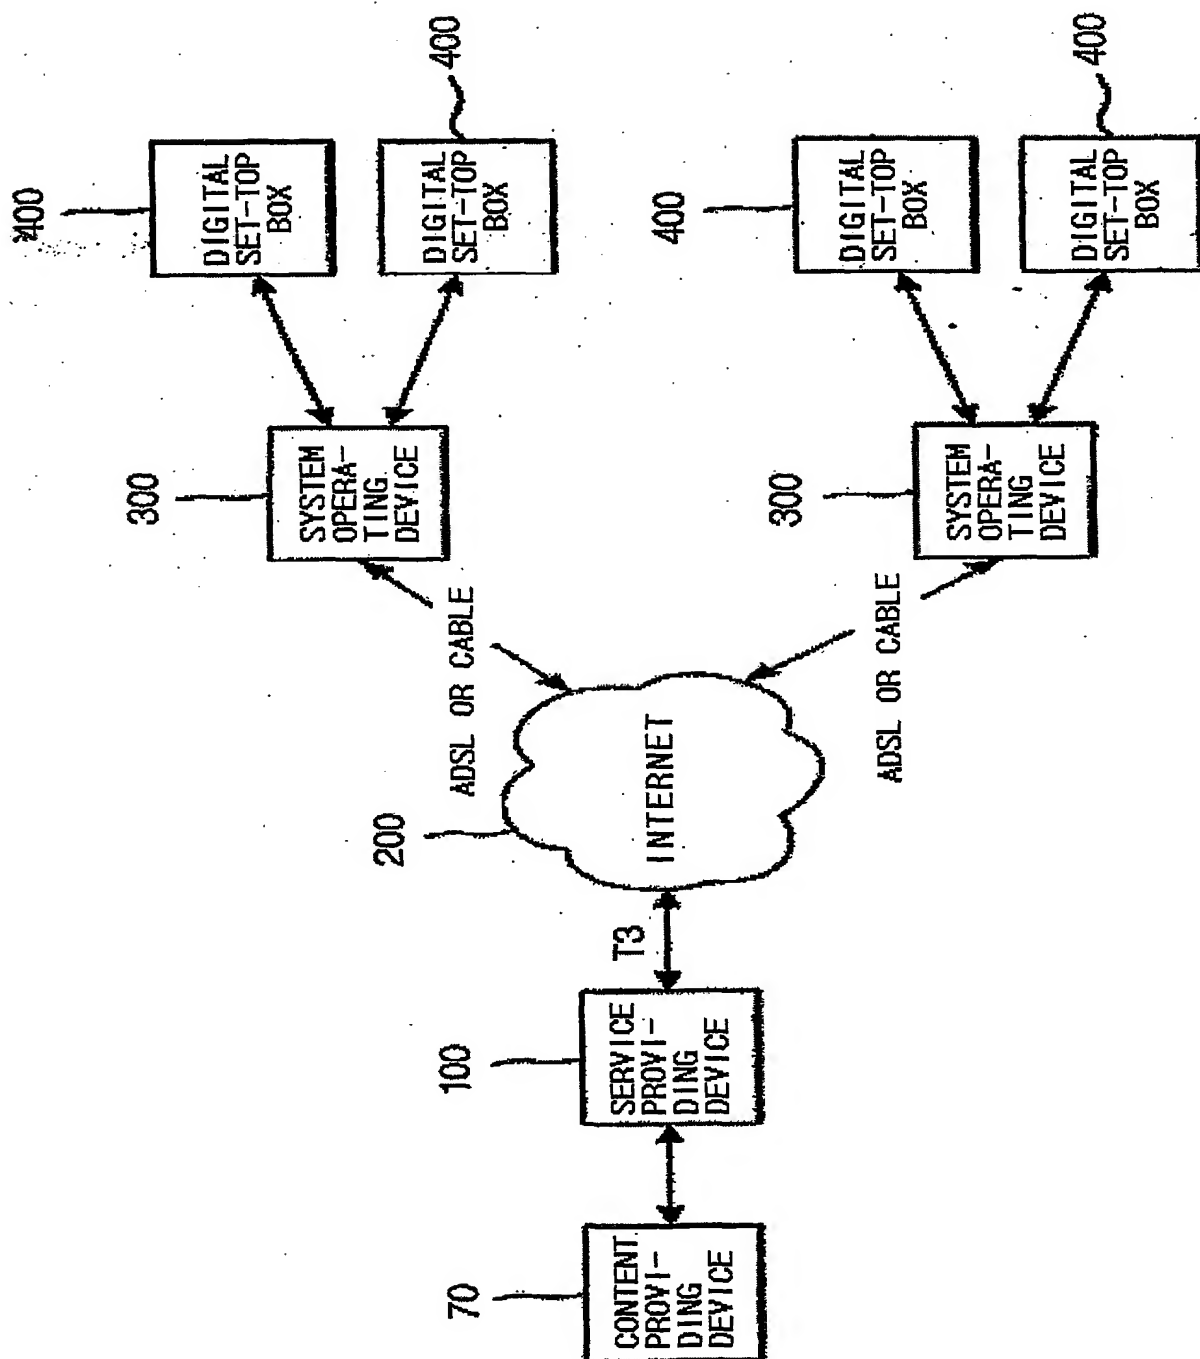 70
CONTENT
PROVI-
DING
DEVICE
100
SERVICE
PROVI-
DING
DEVICE
T3
200
INTERNET
ADSL OR CABLE
ADSL OR CABLE
300
SYSTEM
OPERA-
TING
DEVICE
300
SYSTEM
OPERA-
TING
DEVICE
400
DIGITAL
SET-TOP
BOX
400
DIGITAL
SET-TOP
BOX
400
DIGITAL
SET-TOP
BOX
400
DIGITAL
SET-TOP
BOX